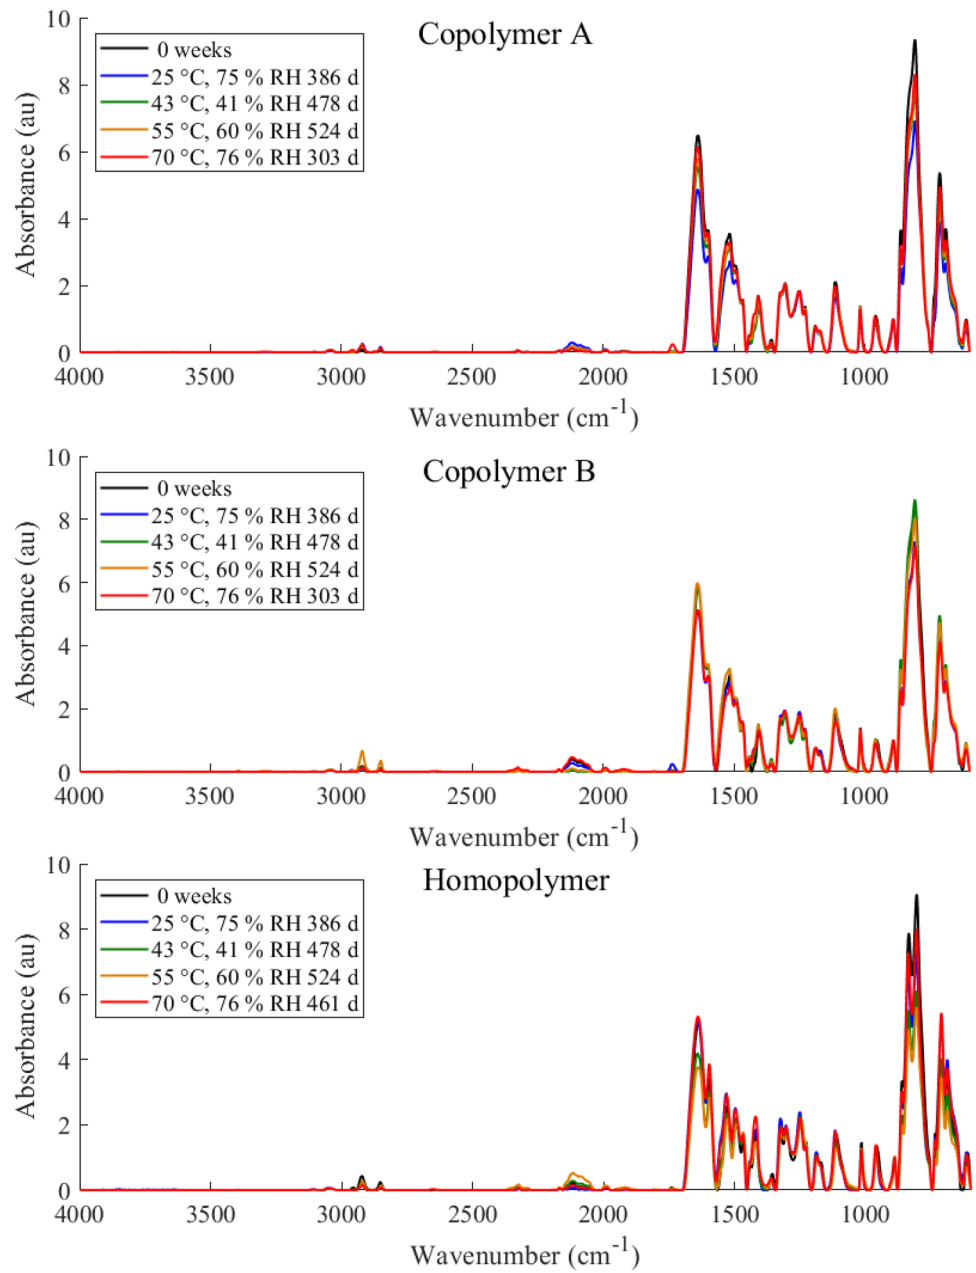 Copolymer A
10
8
6
4
2
0
Absorbance (au)
0 weeks
25 °C, 75 % RH 386 d
43 °C, 41 % RH 478 d
55 °C, 60 % RH 524 d
70 °C, 76 % RH 303 d
4000 3500 3000 2500 2000 1500 1000
Wavenumber (cm⁻¹)
Copolymer B
10
8
6
4
2
0
Absorbance (au)
0 weeks
25 °C, 75 % RH 386 d
43 °C, 41 % RH 478 d
55 °C, 60 % RH 524 d
70 °C, 76 % RH 303 d
4000 3500 3000 2500 2000 1500 1000
Wavenumber (cm⁻¹)
Homopolymer
10
8
6
4
2
0
Absorbance (au)
0 weeks
25 °C, 75 % RH 386 d
43 °C, 41 % RH 478 d
55 °C, 60 % RH 524 d
70 °C, 76 % RH 461 d
4000 3500 3000 2500 2000 1500 1000
Wavenumber (cm⁻¹)